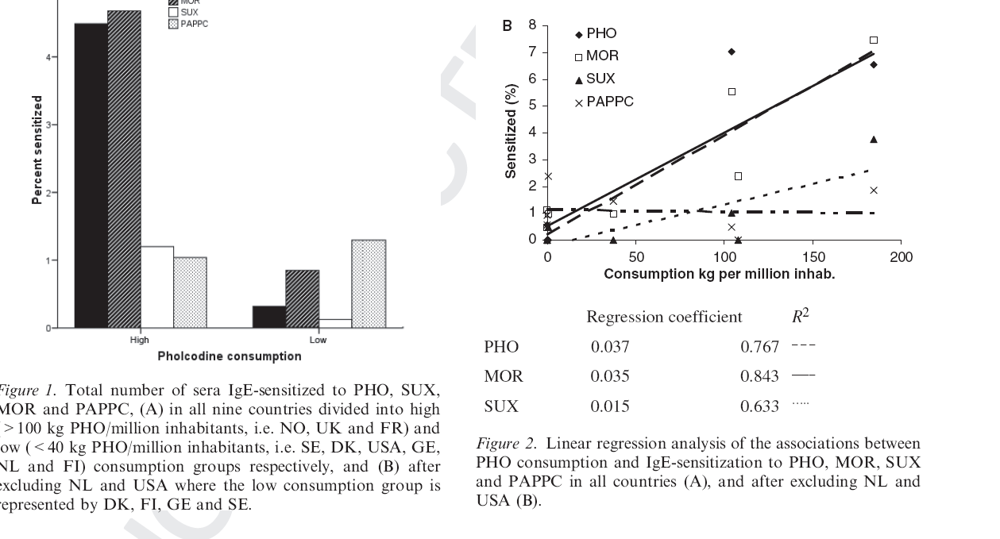 MOR
SUX
PAPPC
4
3
2
1
0
Percent sensitized
High
Low
Pholcodine consumption
Figure 1. Total number of sera IgE-sensitized to PHO, SUX,
MOR and PAPPC, (A) in all nine countries divided into high
(>100 kg PHO/million inhabitants, i.e. NO, UK and FR) and
low (<40 kg PHO/million inhabitants, i.e. SE, DK, USA, GE,
NL and FI) consumption groups respectively, and (B) after
excluding NL and USA where the low consumption group is
represented by DK, FI, GE and SE.
B
8
7
6
5
4
3
2
1
0
Sensitized (%)
PHO
MOR
SUX
PAPPC
0 50 100 150 200
Consumption kg per million inhab.
Regression coefficient R2
PHO 0.037 0.767
MOR 0.035 0.843
SUX 0.015 0.633
Figure 2. Linear regression analysis of the associations between
PHO consumption and IgE-sensitization to PHO, MOR, SUX
and PAPPC in all countries (A), and after excluding NL and
USA (B).